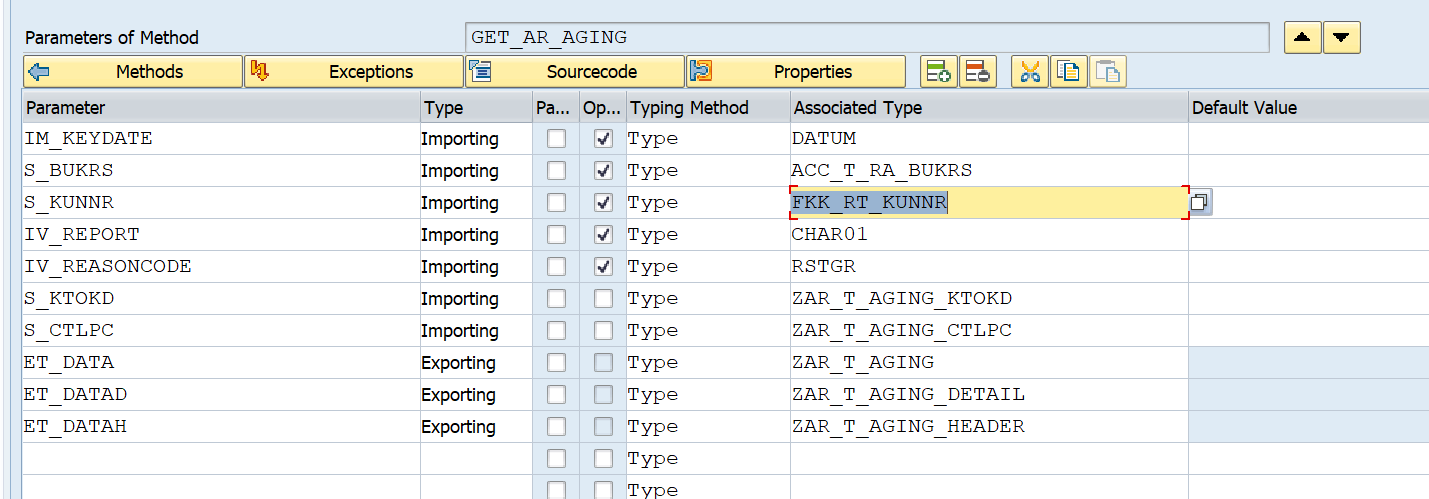 Parameters of Method GET_AR_AGING
Methods Exceptions Sourcecode Properties
Parameter Type Pa... Op... Typing Method Associated Type Default Value
IM_KEYDATE Importing Type DATUM
S_BUKRS Importing Type ACC_T_RA_BUKRS
S_KUNNR Importing Type FKK_RT_KUNNR
IV_REPORT Importing Type CHAR01
IV_REASONCODE Importing Type RSTGR
S_KTOKD Importing Type ZAR_T_AGING_KTOKD
S_CTLPC Importing Type ZAR_T_AGING_CTLPC
ET_DATA Exporting Type ZAR_T_AGING
ET_DATAD Exporting Type ZAR_T_AGING_DETAIL
ET_DATAH Exporting Type ZAR_T_AGING_HEADER
Type
Type